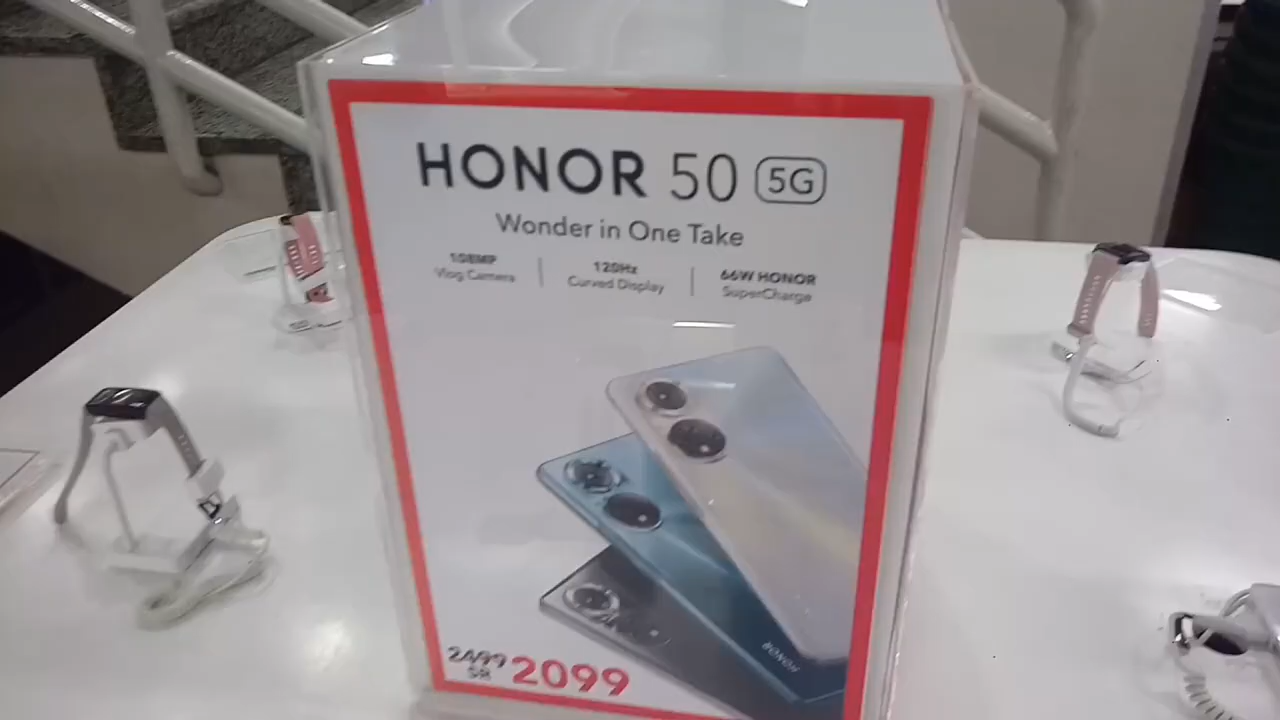 HONOR 50 5G
Wonder in One Take
108MP
Vlog Camera
120Hz
Curved Display
66W HONOR
SuperCharge
HONOR
2499
SR 2099